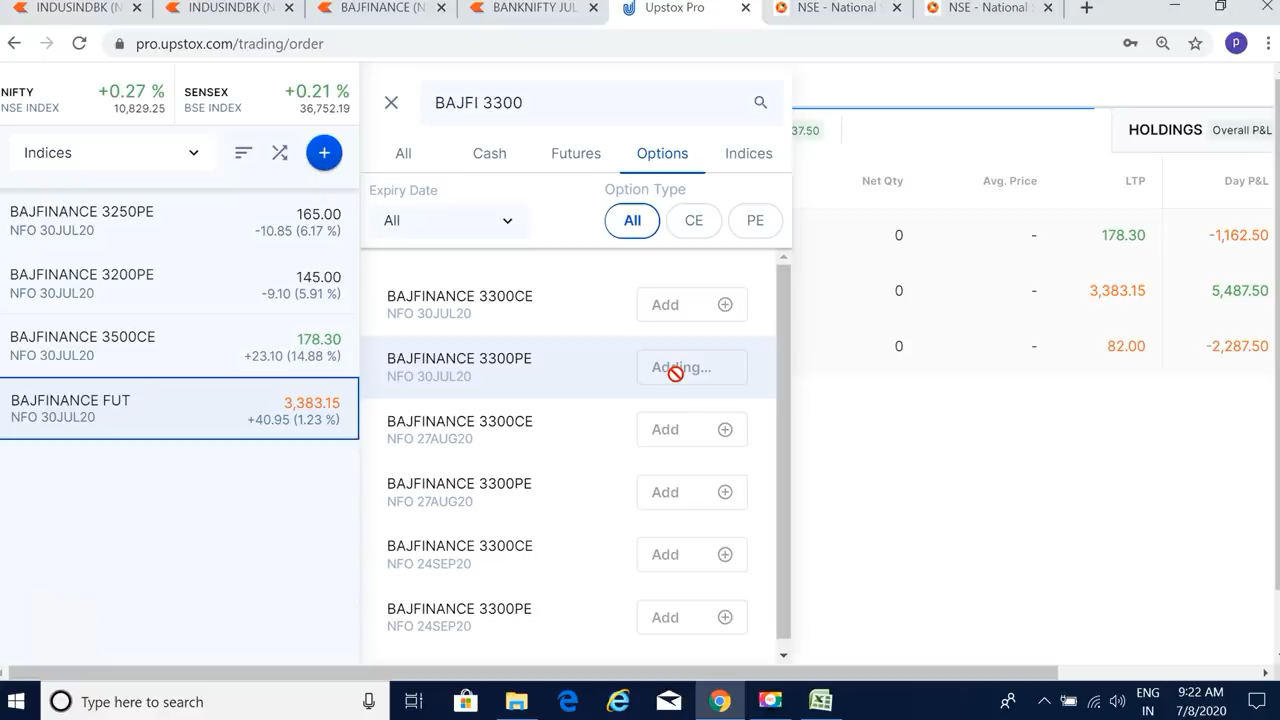 INDUSINDBK (N
INDUSINDBK (N
BAJFINANCE (N
BANKNIFTY JUL
Upstox Pro
NSE - National S
NSE - National S
pro.upstox.com/trading/order
P
NIFTY +0.27 %
NSE INDEX 10,829.25
SENSEX +0.21 %
BSE INDEX 36,752.19
Indices
BAJFINANCE 3250PE 165.00
NFO 30JUL20 -10.85 (6.17 %)
BAJFINANCE 3200PE 145.00
NFO 30JUL20 -9.10 (5.91 %)
BAJFINANCE 3500CE 178.30
NFO 30JUL20 +23.10 (14.88 %)
BAJFINANCE FUT 3,383.15
NFO 30JUL20 +40.95 (1.23 %)
BAJFI 3300
All Cash Futures Options Indices
Expiry Date Option Type
All All CE PE
BAJFINANCE 3300CE Add
NFO 30JUL20
BAJFINANCE 3300PE Adding...
NFO 30JUL20
BAJFINANCE 3300CE Add
NFO 27AUG20
BAJFINANCE 3300PE Add
NFO 27AUG20
BAJFINANCE 3300CE Add
NFO 24SEP20
BAJFINANCE 3300PE Add
NFO 24SEP20
37.50
HOLDINGS Overall P&L
Net Qty Avg. Price LTP Day P&L
0 - 178.30 -1,162.50
0 - 3,383.15 5,487.50
0 - 82.00 -2,287.50
Type here to search
ENG
IN
9:22 AM
7/8/2020